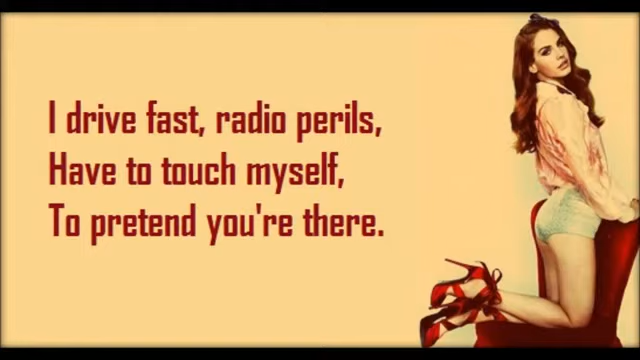 I drive fast, radio perils,
Have to touch myself,
To pretend you're there.